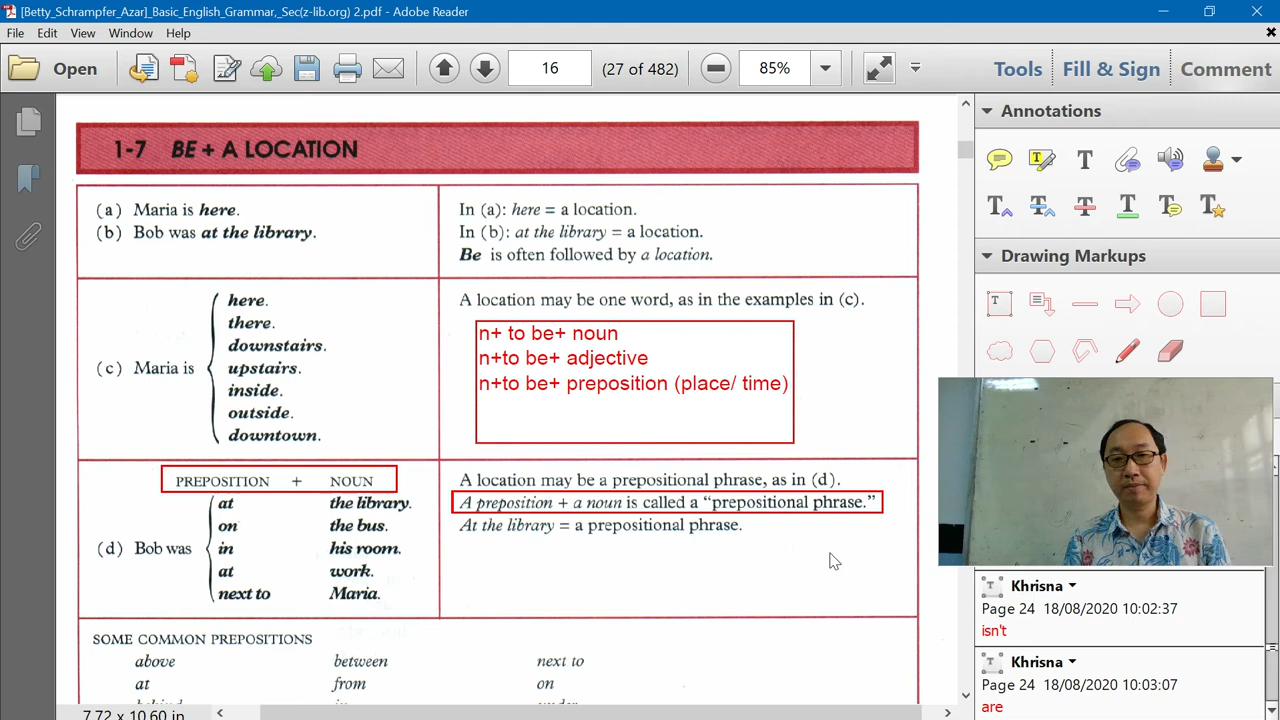 [Betty_Schrampfer_Azar]_Basic_English_Grammar,_Sec(z-lib.org) 2.pdf - Adobe Reader
File Edit View Window Help
Open 16 (27 of 482) 85% Tools Fill & Sign Comment
1-7 BE + A LOCATION
(a) Maria is here.
(b) Bob was at the library.
In (a): here = a location.
In (b): at the library = a location.
Be is often followed by a location.
(c) Maria is
here.
there.
downstairs.
upstairs.
inside.
outside.
downtown.
A location may be one word, as in the examples in (c).
n+ to be+ noun
n+to be+ adjective
n+to be+ preposition (place/ time)
PREPOSITION + NOUN
(d) Bob was
at the library.
on the bus.
in his room.
at work.
next to Maria.
A location may be a prepositional phrase, as in (d).
A preposition + a noun is called a “prepositional phrase.”
At the library = a prepositional phrase.
SOME COMMON PREPOSITIONS
above between next to
at from on
7.72 x 10.60 in
Annotations
Drawing Markups
Khrisna
Page 24 18/08/2020 10:02:37
isn't
Khrisna
Page 24 18/08/2020 10:03:07
are